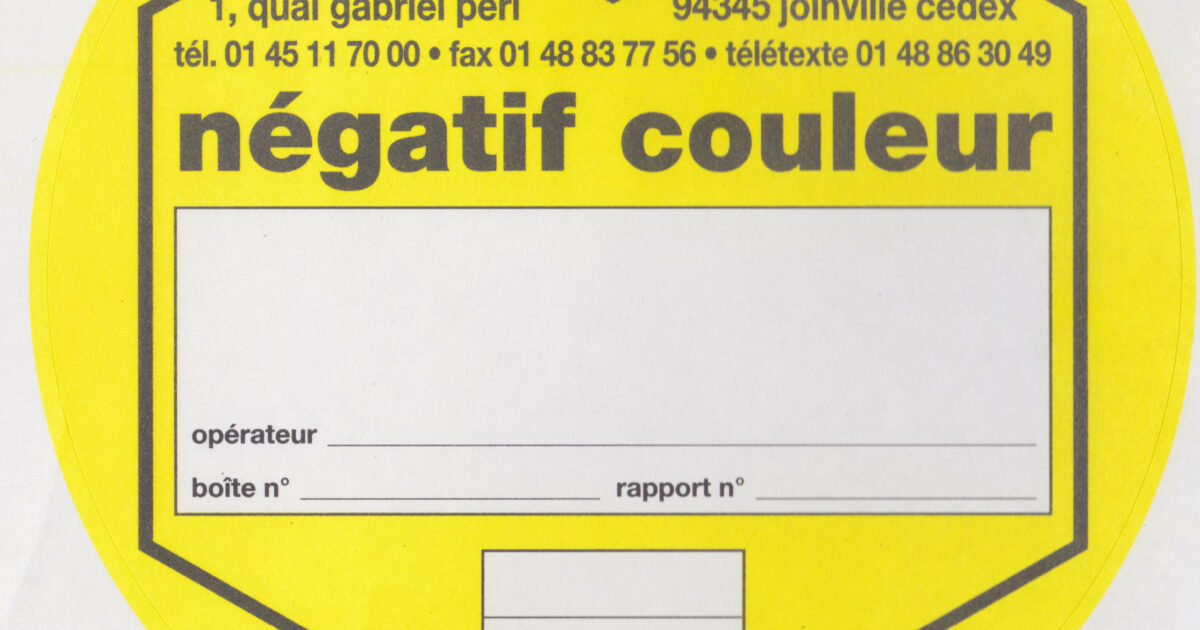 1, quai gabriel péri 94345 joinville cedex
tél. 01 45 11 70 00 • fax 01 48 83 77 56 • télétexte 01 48 86 30 49
négatif couleur
opérateur
boîte n° rapport n°